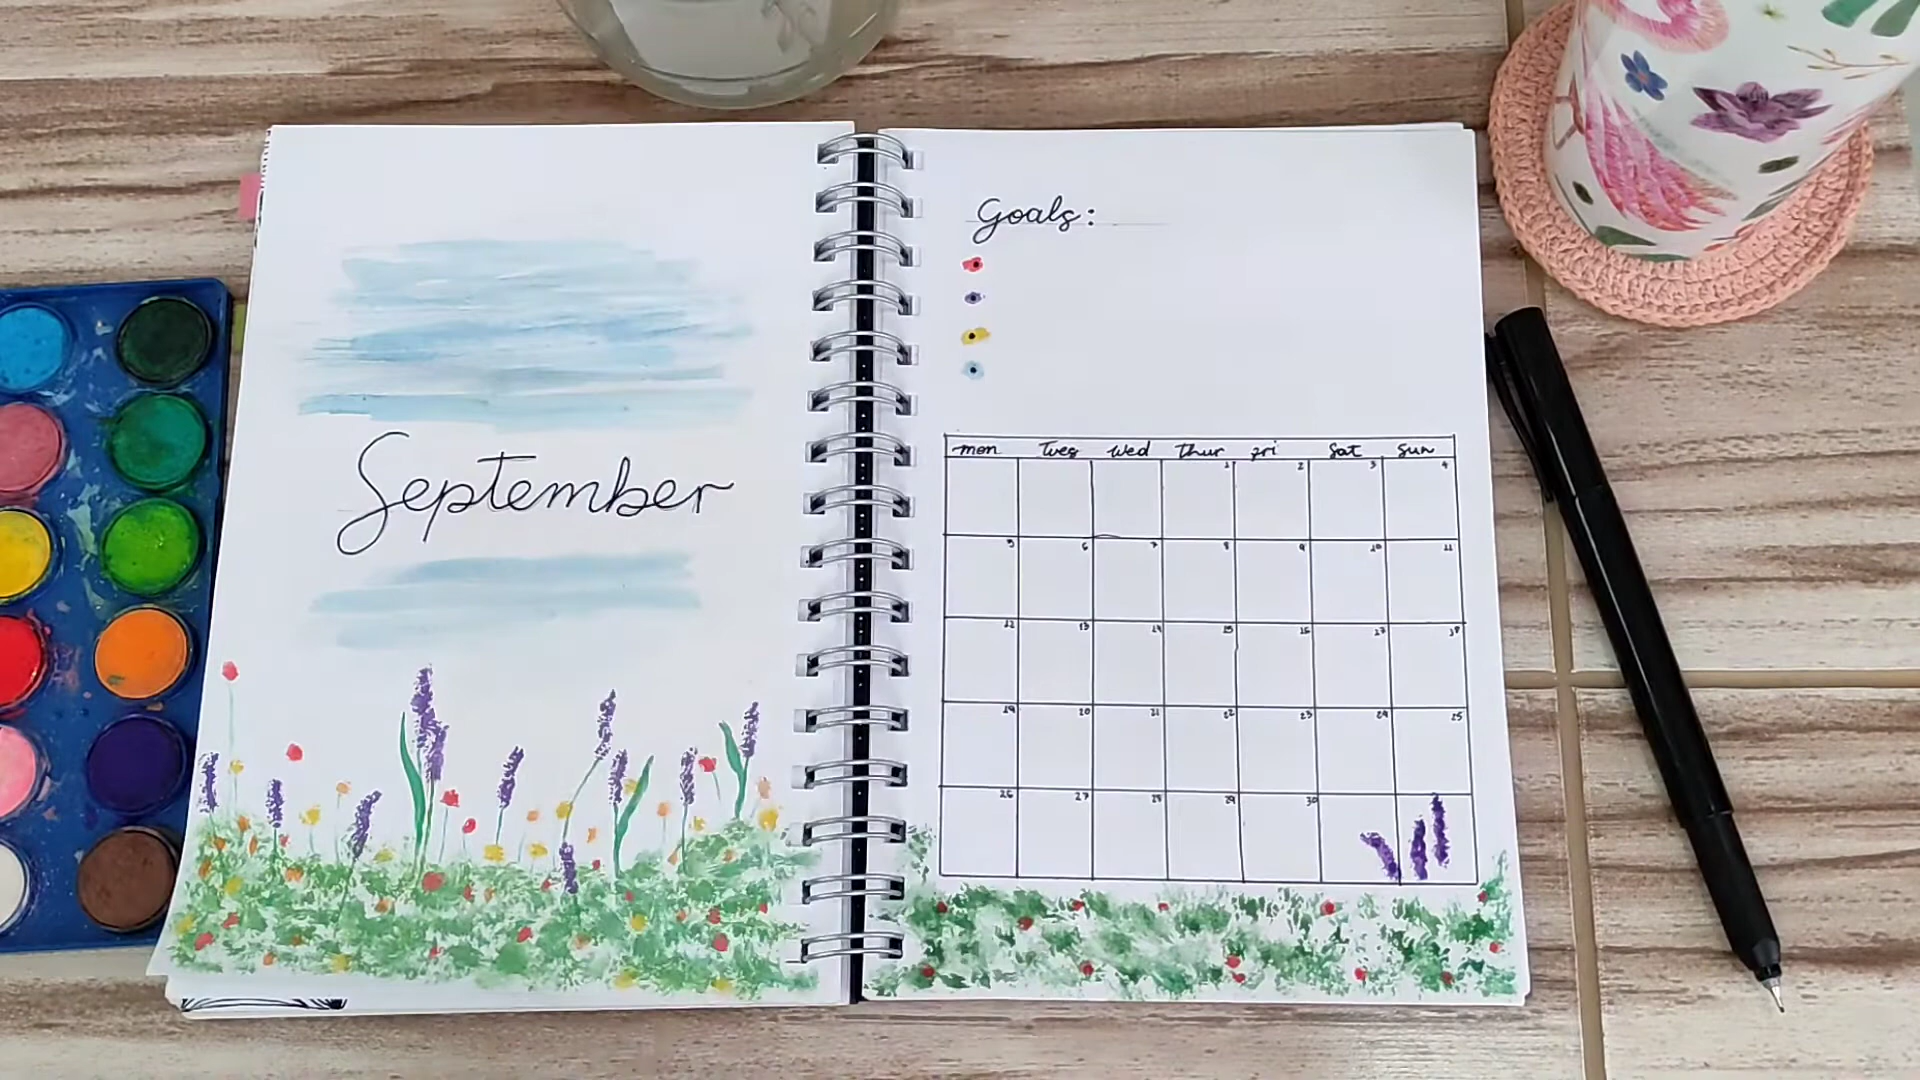 September
Goals:
mon Tues Wed Thur fri Sat Sun
1 2 3 4
5 6 7 8 9 10 11
12 13 14 15 16 17 18
19 20 21 22 23 24 25
26 27 28 29 30